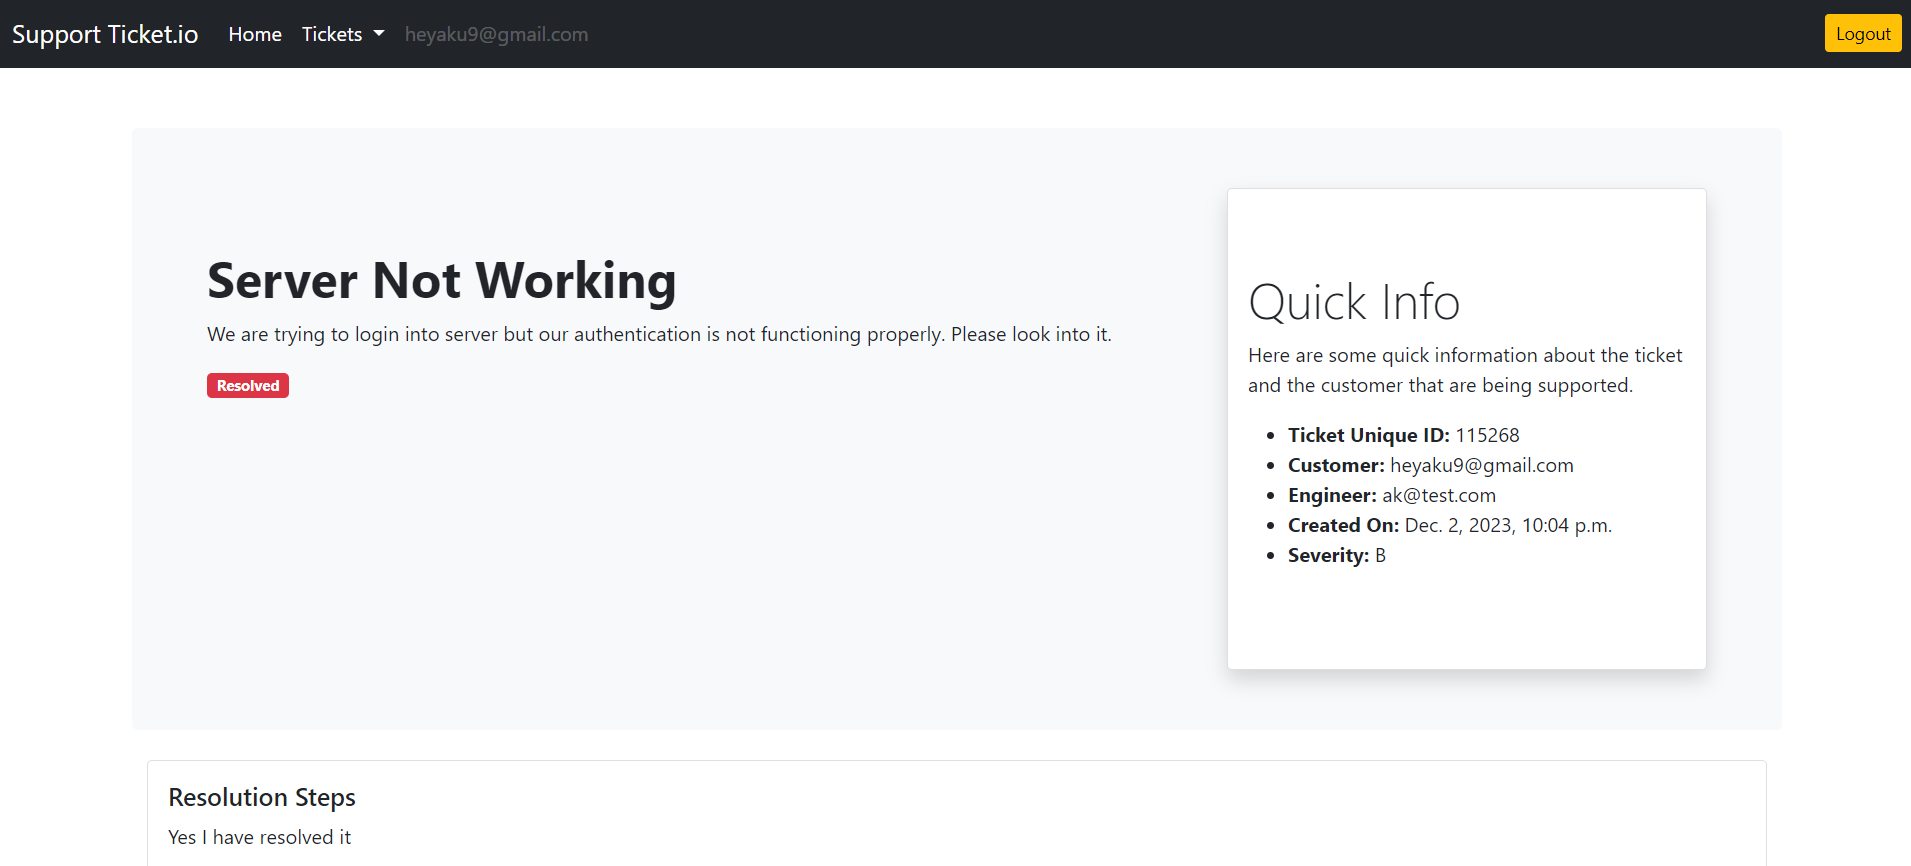 Support Ticket.io Home Tickets heyaku9@gmail.com Logout
Server Not Working
We are trying to login into server but our authentication is not functioning properly. Please look into it.
Resolved
Quick Info
Here are some quick information about the ticket
and the customer that are being supported.
Ticket Unique ID: 115268
Customer: heyaku9@gmail.com
Engineer: ak@test.com
Created On: Dec. 2, 2023, 10:04 p.m.
Severity: B
Resolution Steps
Yes I have resolved it